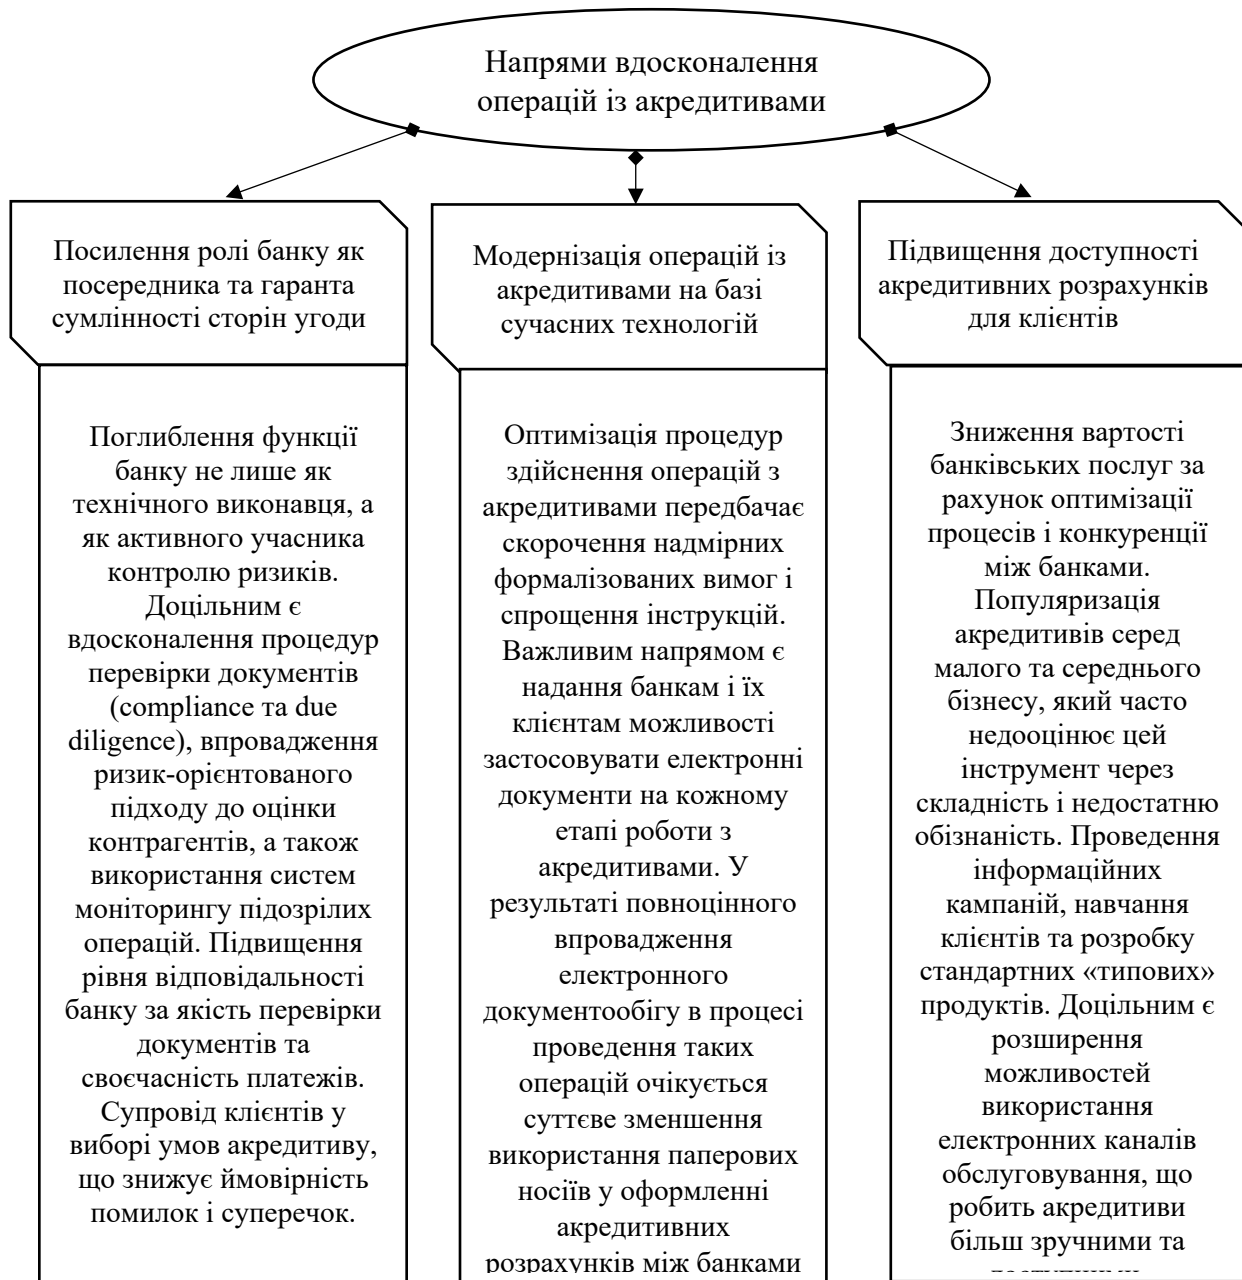 Напрями вдосконалення
операцій із акредитивами
Посилення ролі банку як
посередника та гаранта
сумлінності сторін угоди
Модернізація операцій із
акредитивами на базі
сучасних технологій
Підвищення доступності
акредитивних розрахунків
для клієнтів
Поглиблення функції
банку не лише як
технічного виконавця, а
як активного учасника
контролю ризиків.
Доцільним є
вдосконалення процедур
перевірки документів
(compliance та due
diligence), впровадження
ризик-орієнтованого
підходу до оцінки
контрагентів, а також
використання систем
моніторингу підозрілих
операцій. Підвищення
рівня відповідальності
банку за якість перевірки
документів та
своєчасність платежів.
Супровід клієнтів у
виборі умов акредитиву,
що знижує ймовірність
помилок і суперечок.
Оптимізація процедур
здійснення операцій з
акредитивами передбачає
скорочення надмірних
формалізованих вимог і
спрощення інструкцій.
Важливим напрямом є
надання банкам і їх
клієнтам можливості
застосовувати електронні
документи на кожному
етапі роботи з
акредитивами. У
результаті повноцінного
впровадження
електронного
документообігу в процесі
проведення таких
операцій очікується
суттєве зменшення
використання паперових
носіїв у оформленні
акредитивних
розрахунків між банками
Зниження вартості
банківських послуг за
рахунок оптимізації
процесів і конкуренції
між банками.
Популяризація
акредитивів серед
малого та середнього
бізнесу, який часто
недооцінює цей
інструмент через
складність і недостатню
обізнаність. Проведення
інформаційних
кампаній, навчання
клієнтів та розробку
стандартних «типових»
продуктів. Доцільним є
розширення
можливостей
використання
електронних каналів
обслуговування, що
робить акредитиви
більш зручними та